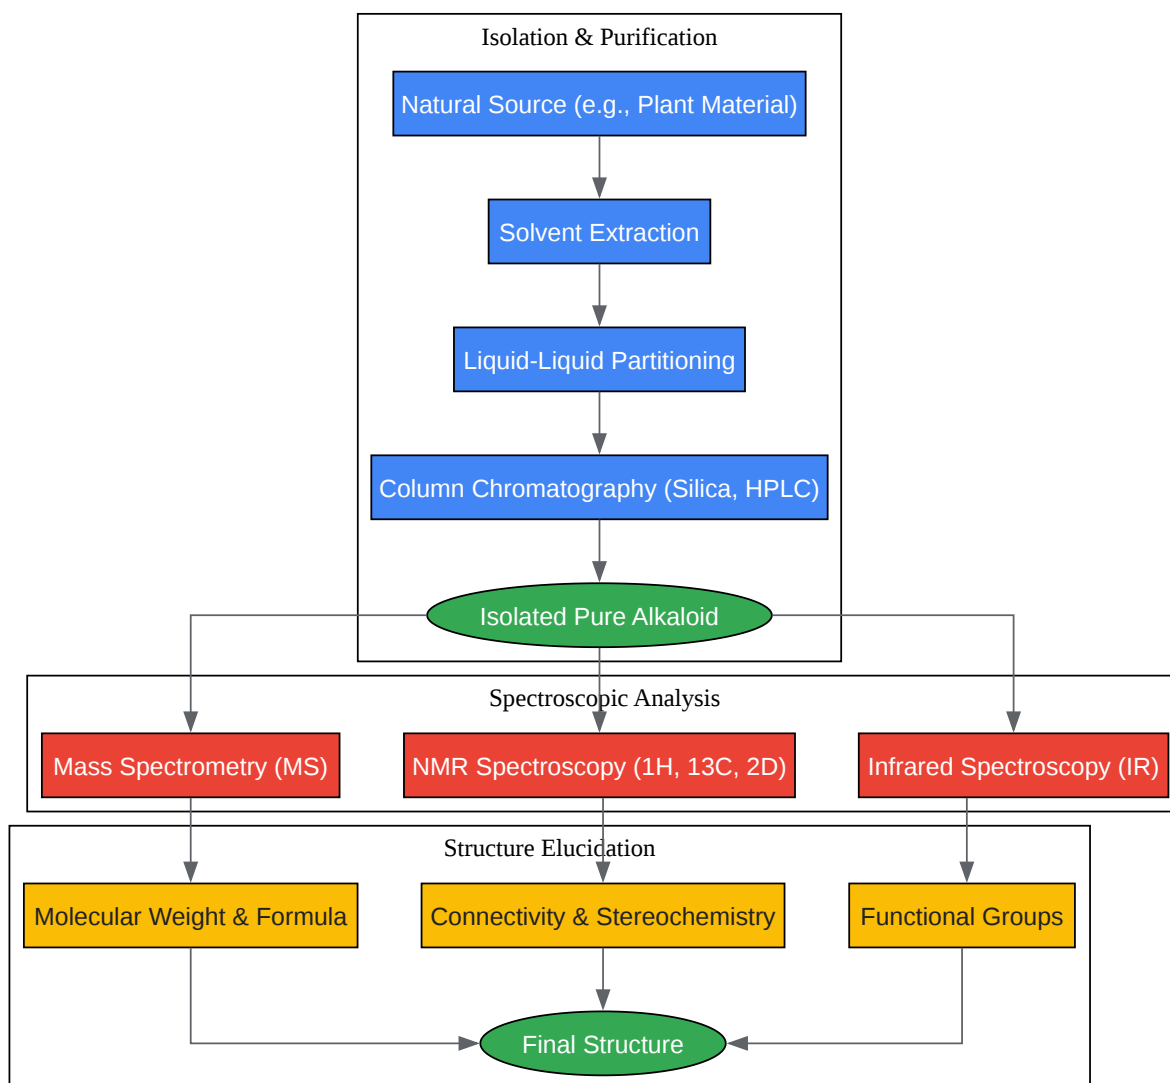 Isolation & Purification
Natural Source (e.g., Plant Material)
Solvent Extraction
Liquid-Liquid Partitioning
Column Chromatography (Silica, HPLC)
Isolated Pure Alkaloid
Spectroscopic Analysis
Mass Spectrometry (MS)
NMR Spectroscopy (1H, 13C, 2D)
Infrared Spectroscopy (IR)
Structure Elucidation
Molecular Weight & Formula
Connectivity & Stereochemistry
Functional Groups
Final Structure